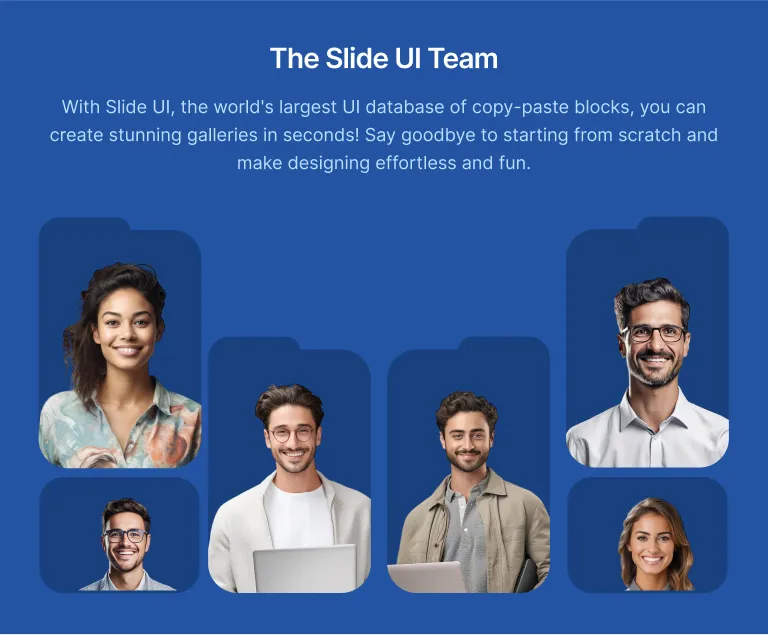 The Slide UI Team
With Slide UI, the world's largest UI database of copy-paste blocks, you can
create stunning galleries in seconds! Say goodbye to starting from scratch and
make designing effortless and fun.